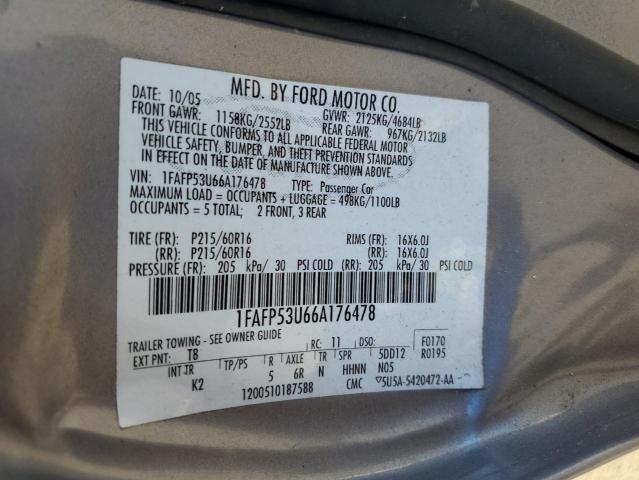 MFD. BY FORD MOTOR CO.
DATE: 10/05 GVWR: 2125KG/4684LB
FRONT GAWR: 1158KG/2552LB REAR GAWR: 967KG/2132LB
THIS VEHICLE CONFORMS TO ALL APPLICABLE FEDERAL MOTOR
VEHICLE SAFETY, BUMPER, AND THEFT PREVENTION STANDARDS
IN EFFECT ON THE DATE OF MANUFACTURE SHOWN ABOVE.
VIN: 1FAFP53U66A176478 TYPE: Passenger Car
MAXIMUM LOAD = OCCUPANTS + LUGGAGE = 498KG/1100LB
OCCUPANTS = 5 TOTAL; 2 FRONT, 3 REAR
TIRE (FR): P215/60R16 RIMS (FR): 16X6.0J
(RR): P215/60R16 (RR): 16X6.0J
PRESSURE (FR): 205 kPa/ 30 PSI COLD (RR): 205 kPa/ 30 PSI COLD
1FAFP53U66A176478
TRAILER TOWING - SEE OWNER GUIDE RC: 11 DSO: F0170
EXT PNT: T8 R0195
INT TR TP/PS R AXLE TR SPR 5DD12
K2 5 6R N HHNN N05
1200510187588 CMC ▽5U5A-5420472-AA